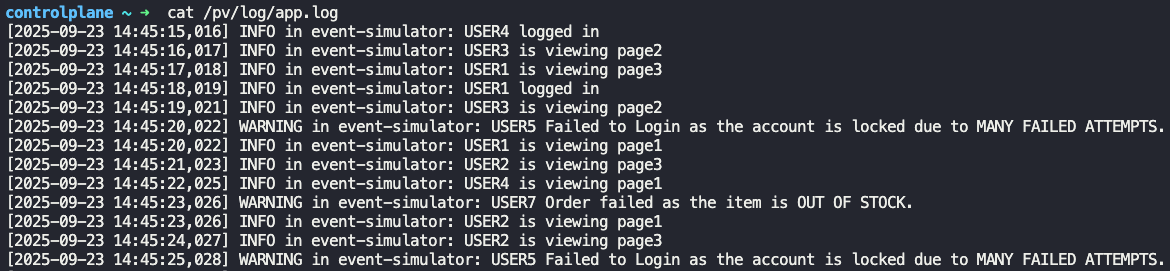 controlplane ~ ➜  cat /pv/log/app.log
[2025-09-23 14:45:15,016] INFO in event-simulator: USER4 logged in
[2025-09-23 14:45:16,017] INFO in event-simulator: USER3 is viewing page2
[2025-09-23 14:45:17,018] INFO in event-simulator: USER1 is viewing page3
[2025-09-23 14:45:18,019] INFO in event-simulator: USER1 logged in
[2025-09-23 14:45:19,021] INFO in event-simulator: USER3 is viewing page2
[2025-09-23 14:45:20,022] WARNING in event-simulator: USER5 Failed to Login as the account is locked due to MANY FAILED ATTEMPTS.
[2025-09-23 14:45:20,022] INFO in event-simulator: USER1 is viewing page1
[2025-09-23 14:45:21,023] INFO in event-simulator: USER2 is viewing page3
[2025-09-23 14:45:22,025] INFO in event-simulator: USER4 is viewing page1
[2025-09-23 14:45:23,026] WARNING in event-simulator: USER7 Order failed as the item is OUT OF STOCK.
[2025-09-23 14:45:23,026] INFO in event-simulator: USER2 is viewing page1
[2025-09-23 14:45:24,027] INFO in event-simulator: USER2 is viewing page3
[2025-09-23 14:45:25,028] WARNING in event-simulator: USER5 Failed to Login as the account is locked due to MANY FAILED ATTEMPTS.